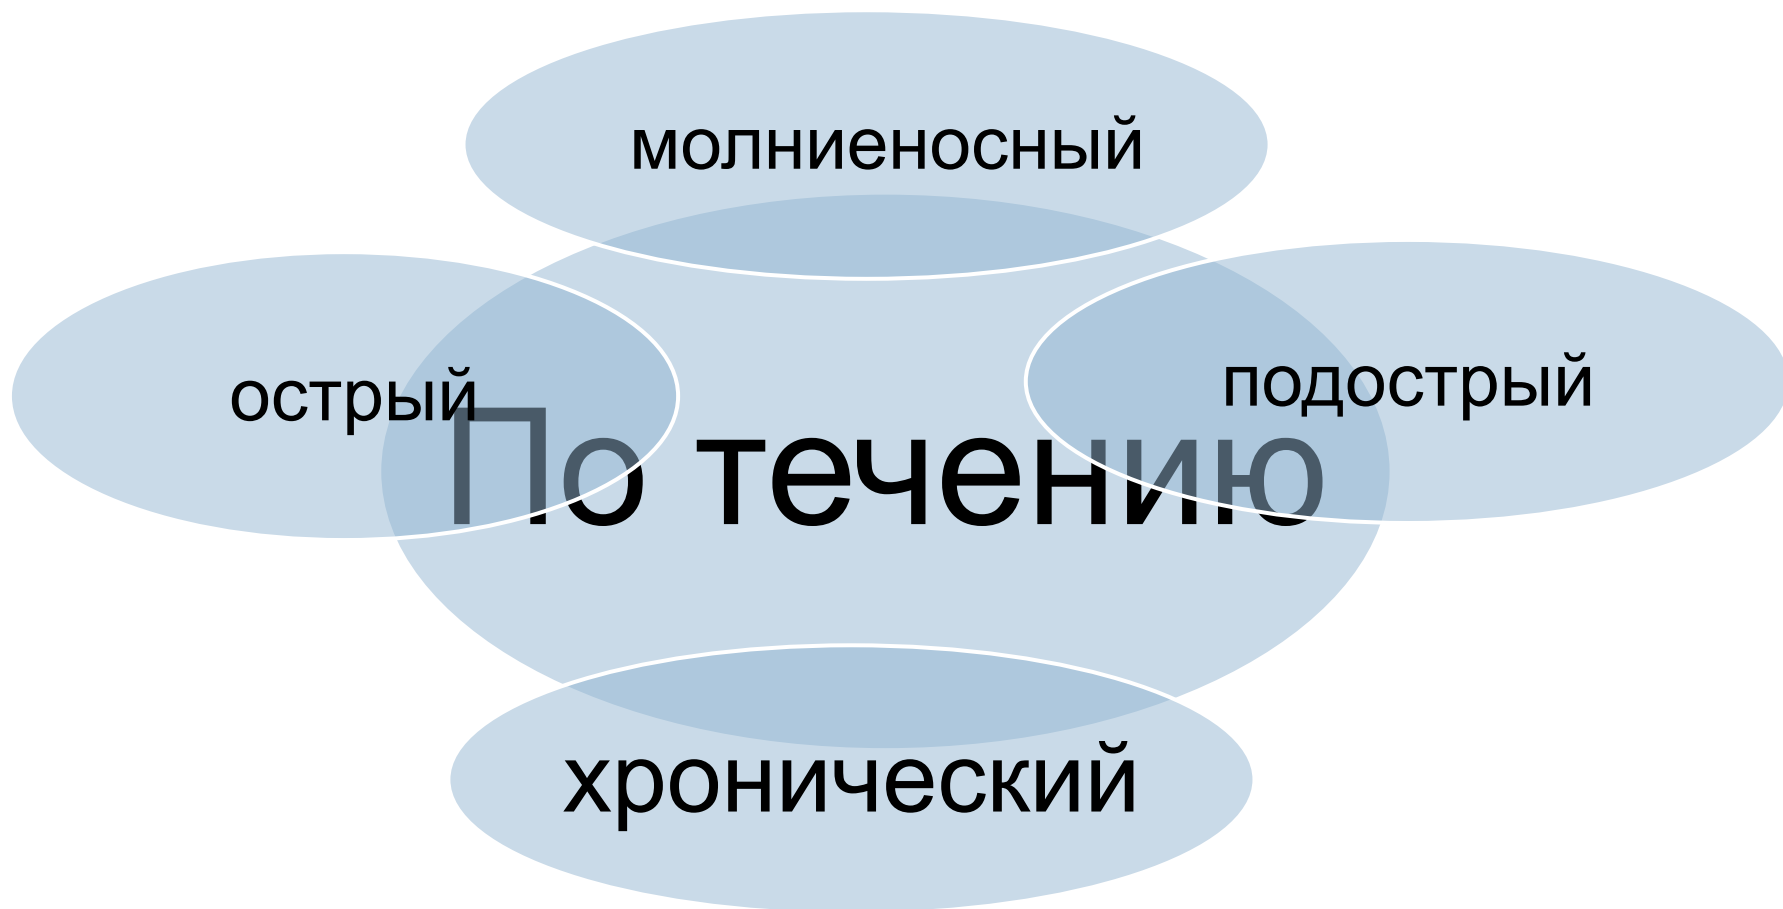 молниеносный
острый
подострый
По течению
хронический